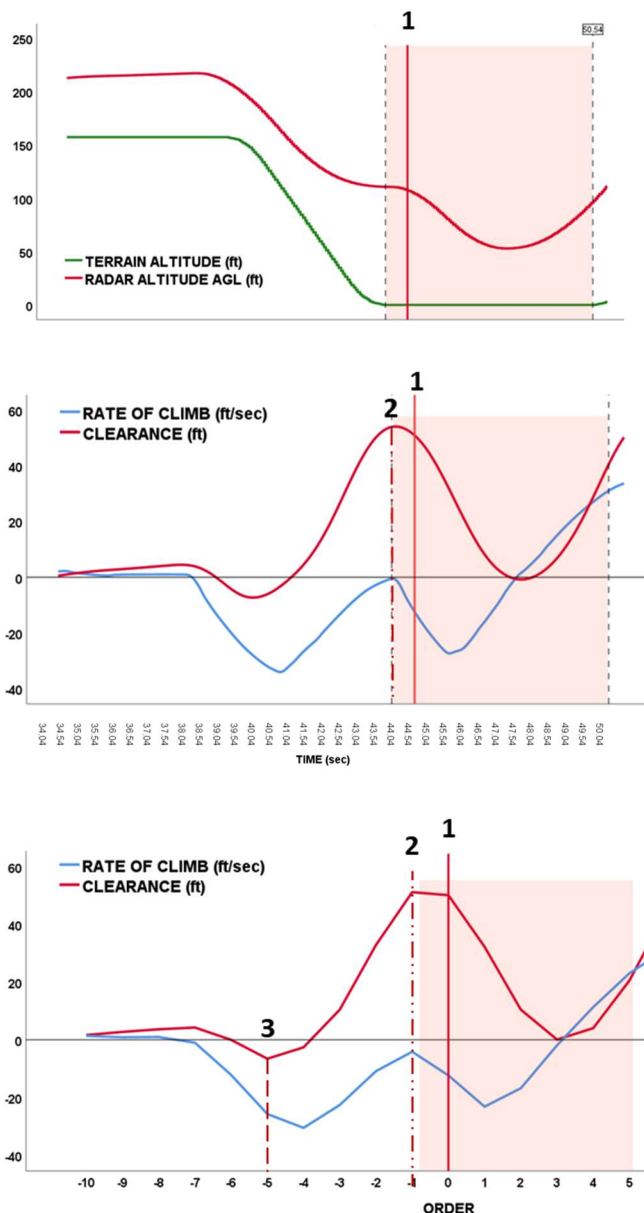 1
50,54
250
200
150
100
50
0
TERRAIN ALTITUDE (ft)
RADAR ALTITUDE AGL (ft)
1
2
60
40
20
0
-20
-40
RATE OF CLIMB (ft/sec)
CLEARANCE (ft)
34.04 34.54 35.04 35.54 36.04 36.54 37.04 37.54 38.04 38.54 39.04 39.54 40.04 40.54 41.04 41.54 42.04 42.54 43.04 43.54 44.04 44.54 45.04 45.54 46.04 46.54 47.04 47.54 48.04 48.54 49.04 49.54 50.04
TIME (sec)
1
2
3
60
40
20
0
-20
-40
RATE OF CLIMB (ft/sec)
CLEARANCE (ft)
-10 -9 -8 -7 -6 -5 -4 -3 -2 -1 0 1 2 3 4 5
ORDER